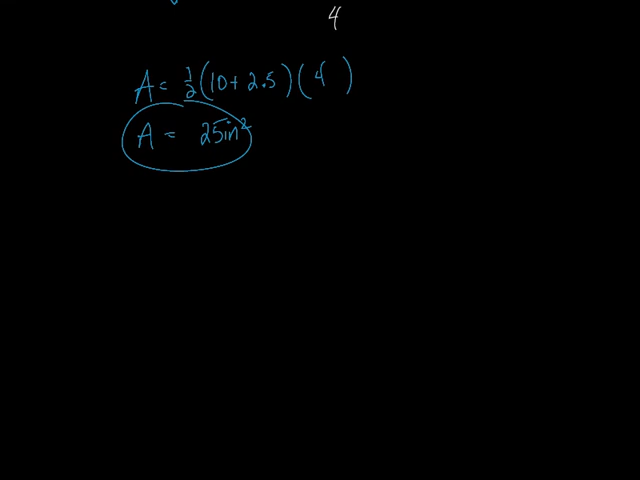 4
A = 1/2 (10 + 2.5) (4)
A = 25in²